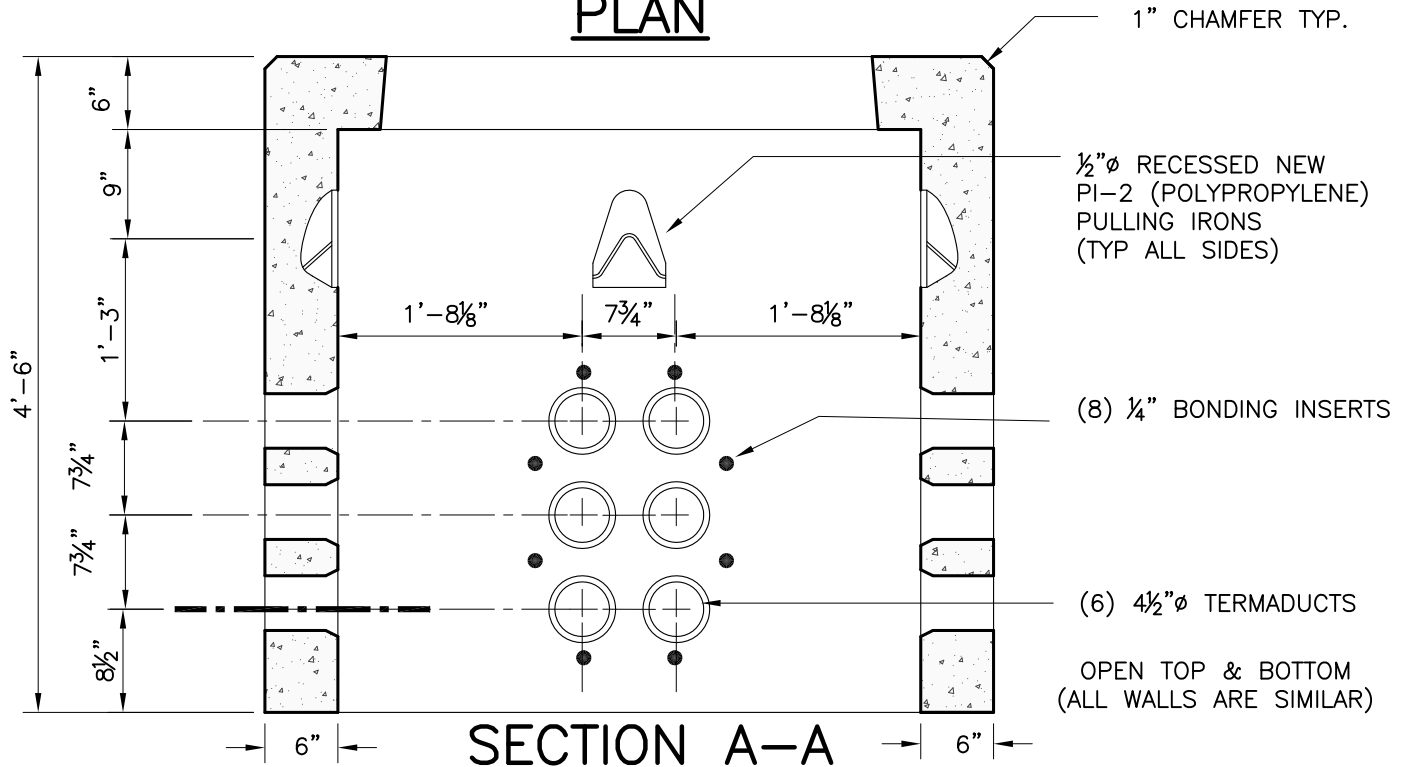 PLAN
1" CHAMFER TYP.
6"
9"
½"ø RECESSED NEW
PI-2 (POLYPROPYLENE)
PULLING IRONS
(TYP ALL SIDES)
1'-3"
1'-8⅛"
7¾"
1'-8⅛"
4'-6"
(8) ¼" BONDING INSERTS
7¾"
7¾"
(6) 4½"ø TERMADUCTS
8½"
OPEN TOP & BOTTOM
(ALL WALLS ARE SIMILAR)
6"
SECTION A-A
6"